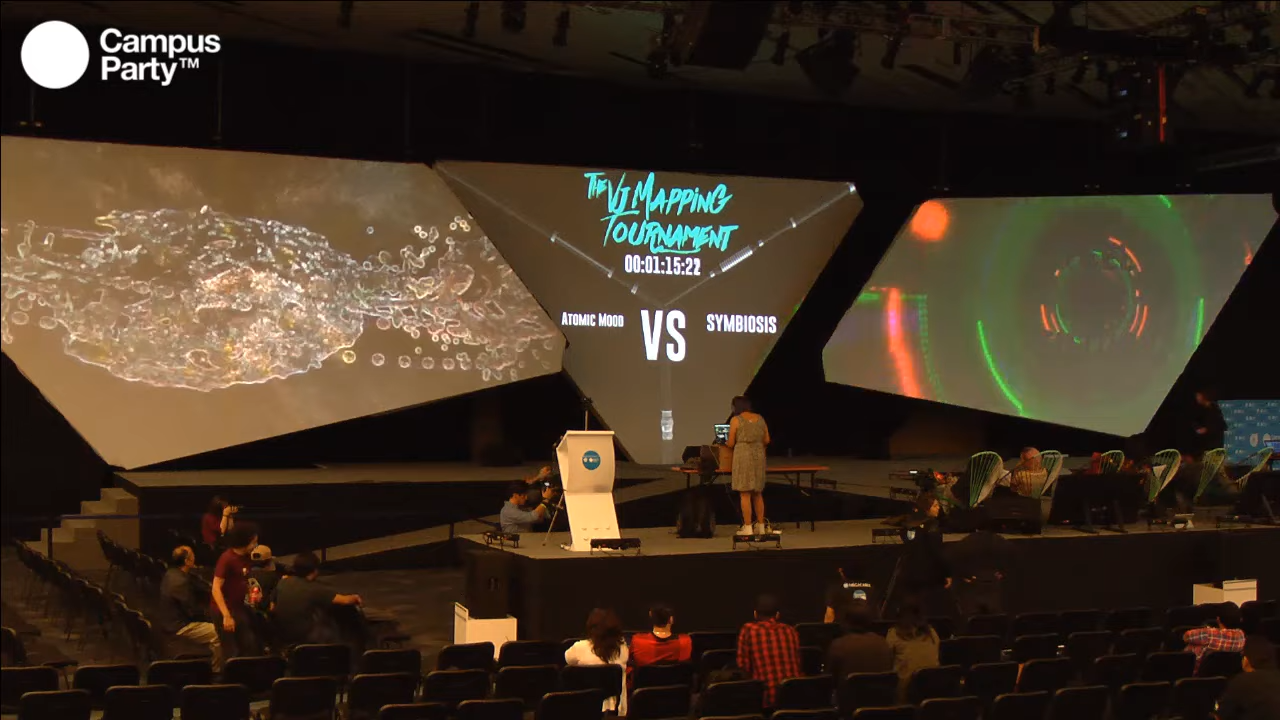 Campus
Party™
The VJ Mapping
Tournament
00:01:15:22
Atomic Mood
VS
SYMBIOSIS